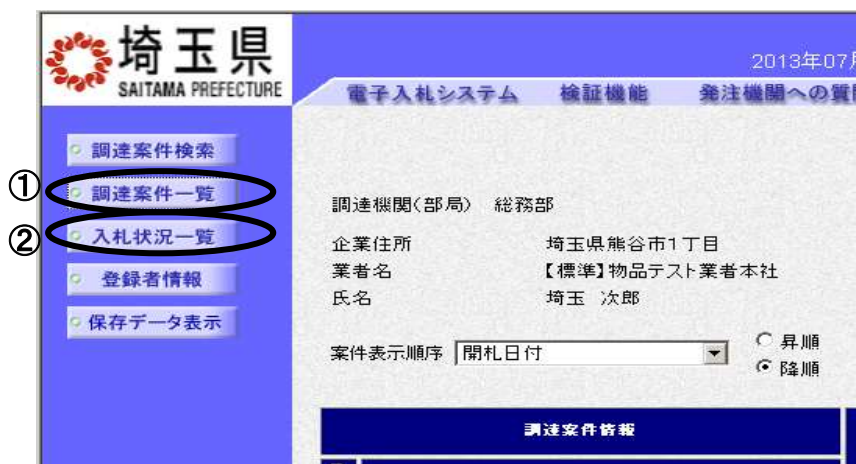 埼玉県
SAITAMA PREFECTURE
2013年07月
電子入札システム 検証機能 発注機関への質問
調達案件検索
① 調達案件一覧
② 入札状況一覧
登録者情報
保存データ表示
調達機関(部局) 総務部
企業住所 埼玉県熊谷市1丁目
業者名 【標準】物品テスト業者本社
氏名 埼玉 次郎
案件表示順序 開札日付
昇順
降順
調達案件情報